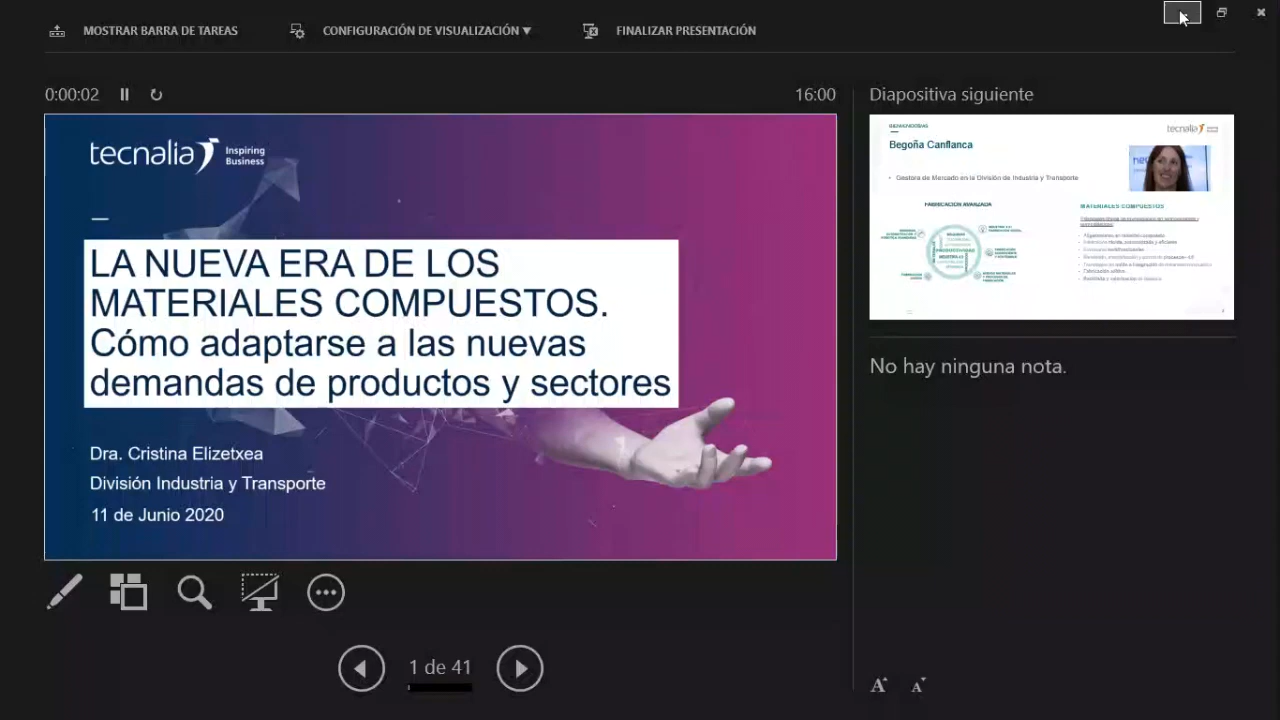 MOSTRAR BARRA DE TAREAS
CONFIGURACIÓN DE VISUALIZACIÓN ▼
FINALIZAR PRESENTACIÓN
0:00:02
16:00
tecnalia Inspiring
Business
LA NUEVA ERA DE LOS
MATERIALES COMPUESTOS.
Cómo adaptarse a las nuevas
demandas de productos y sectores
Dra. Cristina Elizetxea
División Industria y Transporte
11 de Junio 2020
1 de 41
Diapositiva siguiente
tecnalia
Begoña Canflanca
• Gestora de Mercado en la División de Industria y Transporte
FABRICACIÓN AVANZADA
MATERIALES COMPUESTOS
No hay ninguna nota.
A A